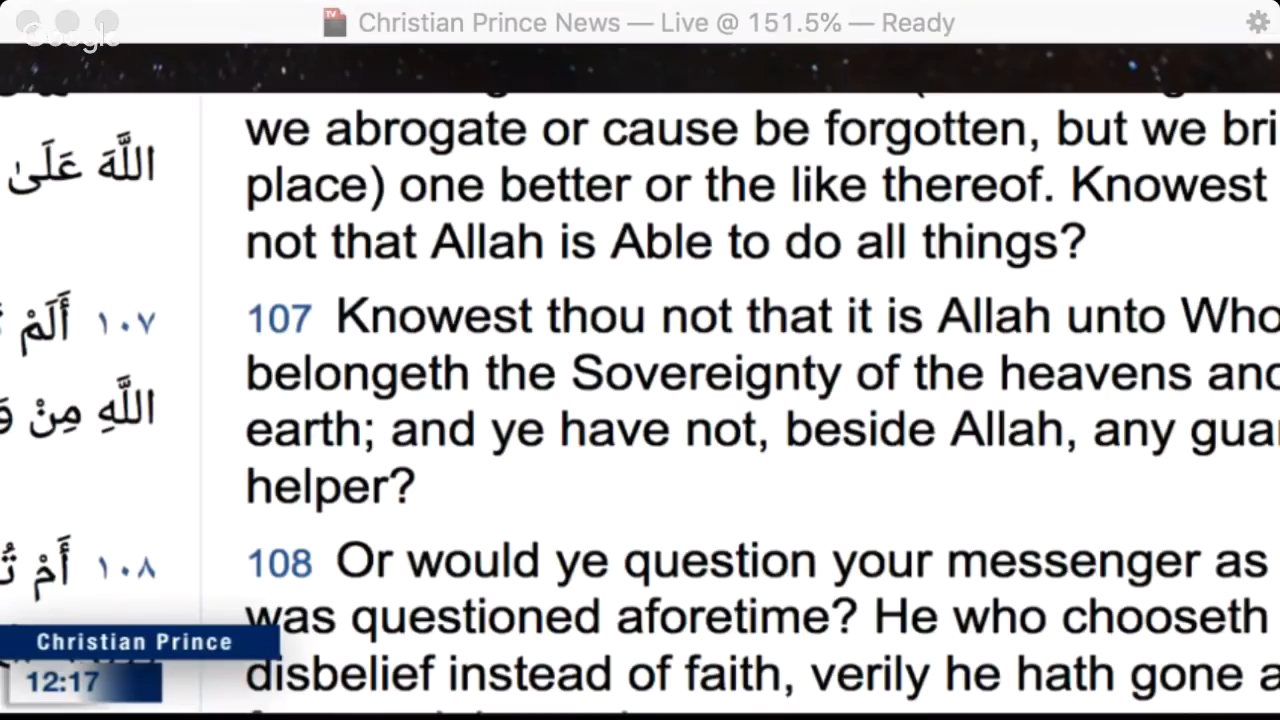 Christian Prince News — Live @ 151.5% — Ready
Google
we abrogate or cause be forgotten, but we bri
place) one better or the like thereof. Knowest
not that Allah is Able to do all things?
اللَّهَ عَلَىٰ
107 Knowest thou not that it is Allah unto Who
belongeth the Sovereignty of the heavens and
earth; and ye have not, beside Allah, any gua
helper?
١٠٧ أَلَمْ
اللَّهِ مِنْ وَ
108 Or would ye question your messenger as
was questioned aforetime? He who chooseth
disbelief instead of faith, verily he hath gone a
١٠٨ أَمْ تُ
Christian Prince
12:17